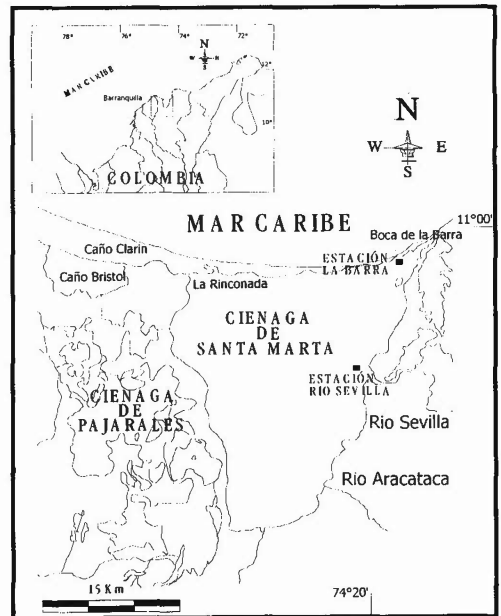 78°
76°
74°
72°
N
W E
S
12°
MAR CARIBE
Barranquilla
10°
COLOMBIA
N
W E
S
MAR CARIBE
11°00'
Boca de la Barra
Caño Clarin
ESTACIÓN
LA BARRA
Caño Bristol
La Rinconada
CIENAGA
DE
SANTA MARTA
ESTACIÓN
RIO SEVILLA
CIENAGA
DE
PAJARALES
Rio Sevilla
Rio Aracataca
15 Km
74°20'